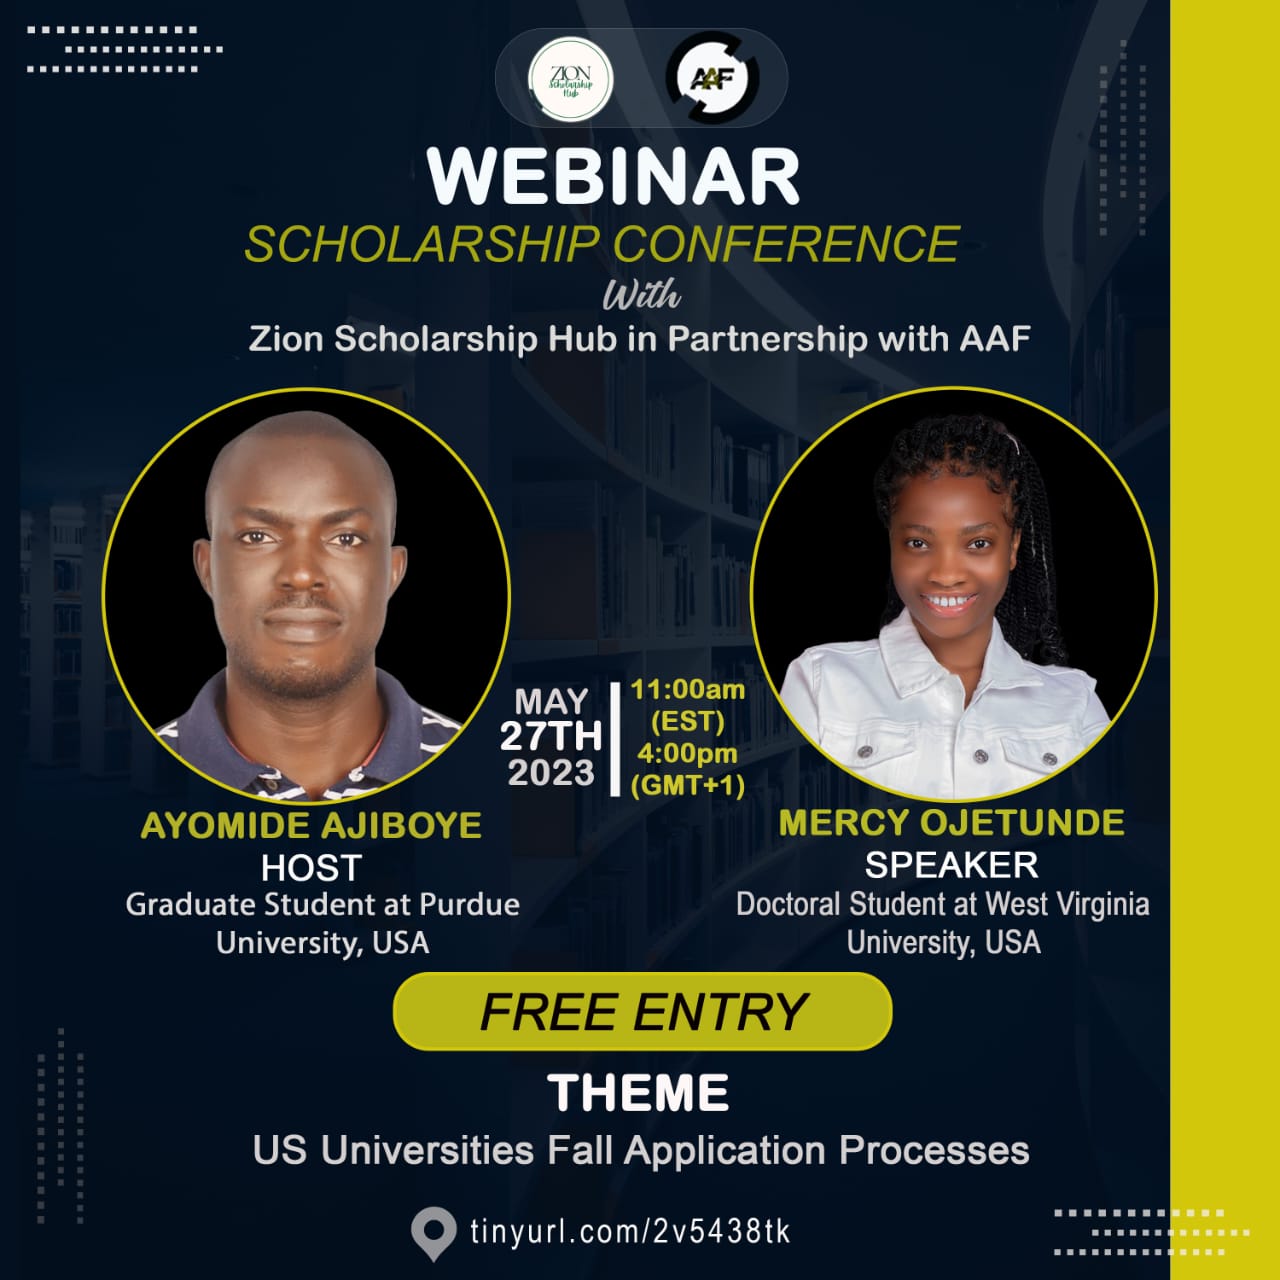 ZION
Scholarship
Hub
AAF
WEBINAR
SCHOLARSHIP CONFERENCE
With
Zion Scholarship Hub in Partnership with AAF
MAY
27TH
2023
11:00am
(EST)
4:00pm
(GMT+1)
AYOMIDE AJIBOYE
HOST
Graduate Student at Purdue
University, USA
MERCY OJETUNDE
SPEAKER
Doctoral Student at West Virginia
University, USA
FREE ENTRY
THEME
US Universities Fall Application Processes
tinyurl.com/2v5438tk